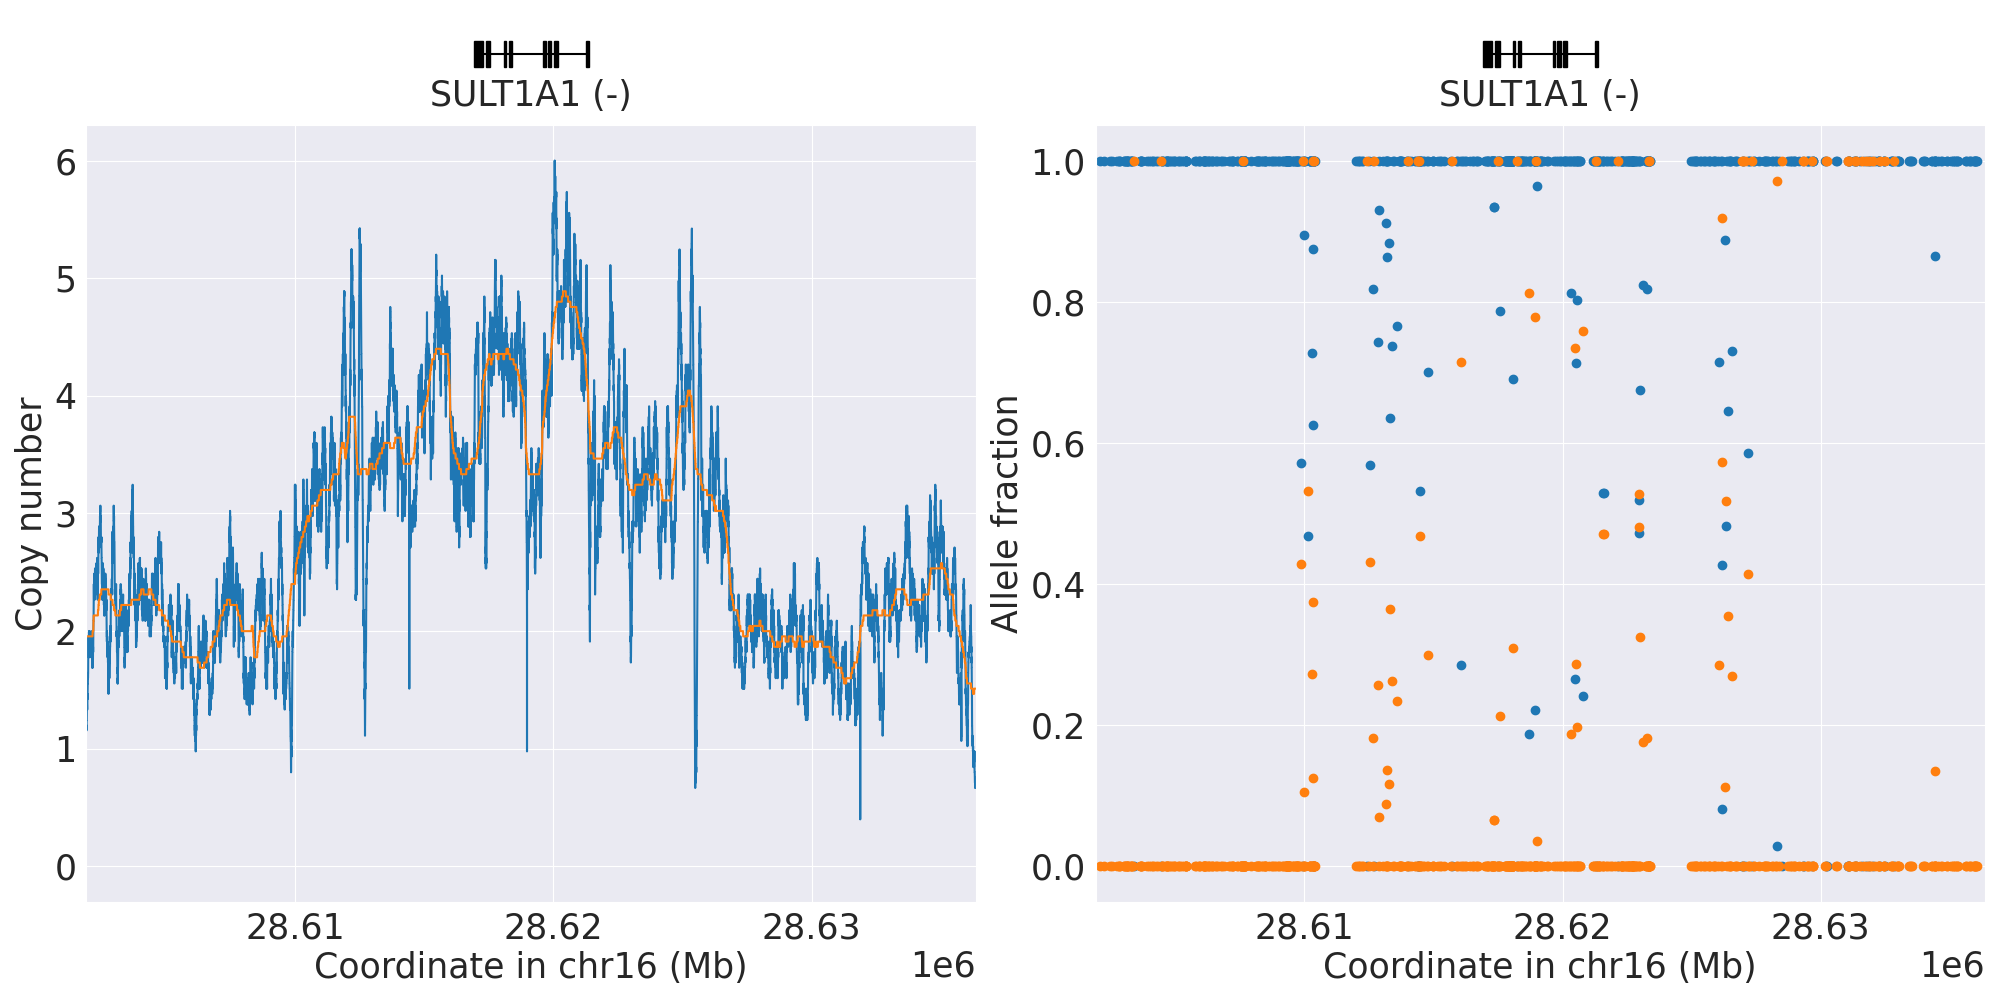 SULT1A1 (-)
Copy number
6
5
4
3
2
1
0
28.61 28.62 28.63
Coordinate in chr16 (Mb) 1e6
SULT1A1 (-)
Allele fraction
1.0
0.8
0.6
0.4
0.2
0.0
28.61 28.62 28.63
Coordinate in chr16 (Mb) 1e6